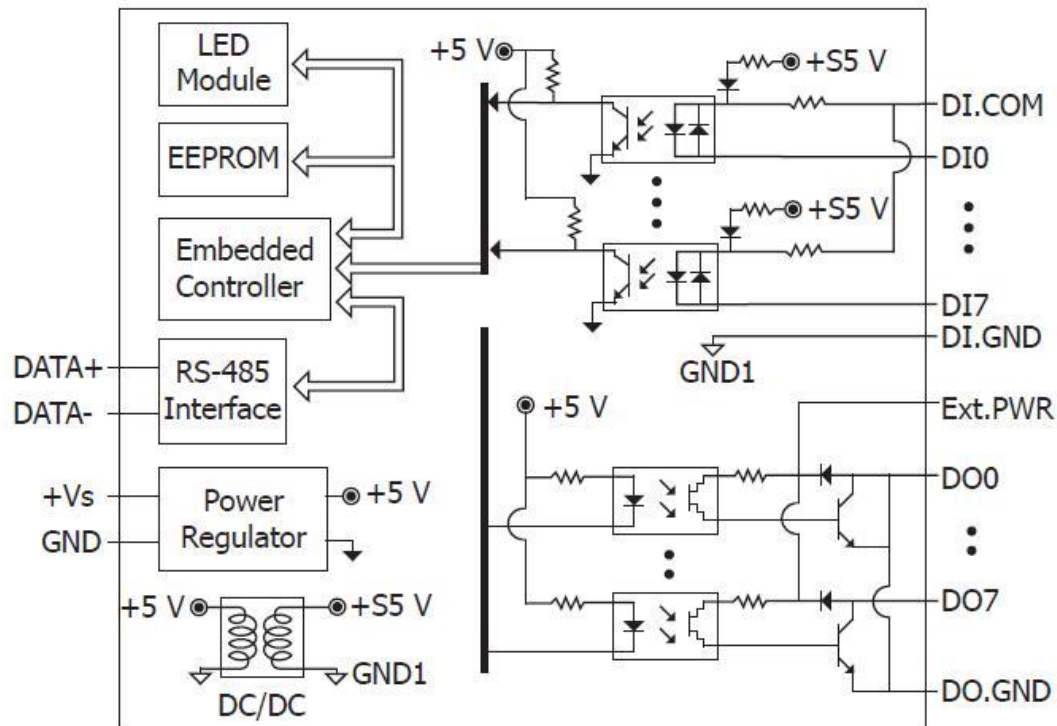 LED
Module
EEPROM
Embedded
Controller
RS-485
Interface
DATA+
DATA-
+Vs
GND
Power
Regulator
+5 V
+5 V
+S5 V
GND1
DC/DC
+5 V
+S5 V
DI.COM
DI0
+S5 V
DI7
DI.GND
GND1
+5 V
Ext.PWR
DO0
DO7
DO.GND